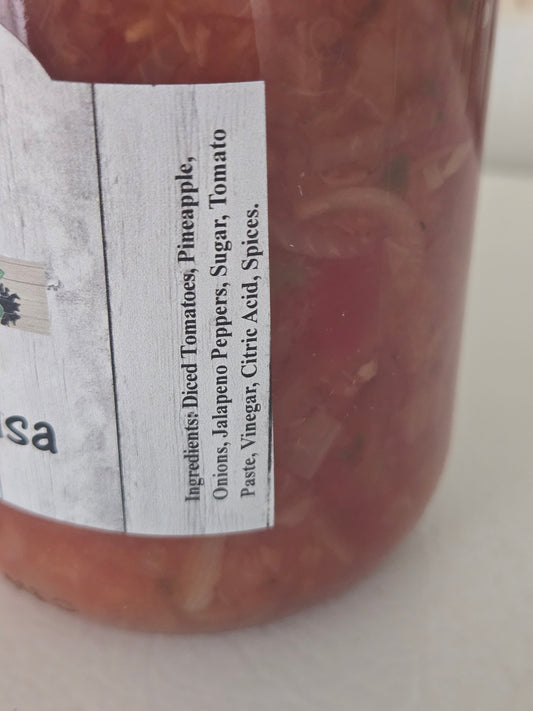 sa
Ingredients: Diced Tomatoes, Pineapple,
Onions, Jalapeno Peppers, Sugar, Tomato
Paste, Vinegar, Citric Acid, Spices.